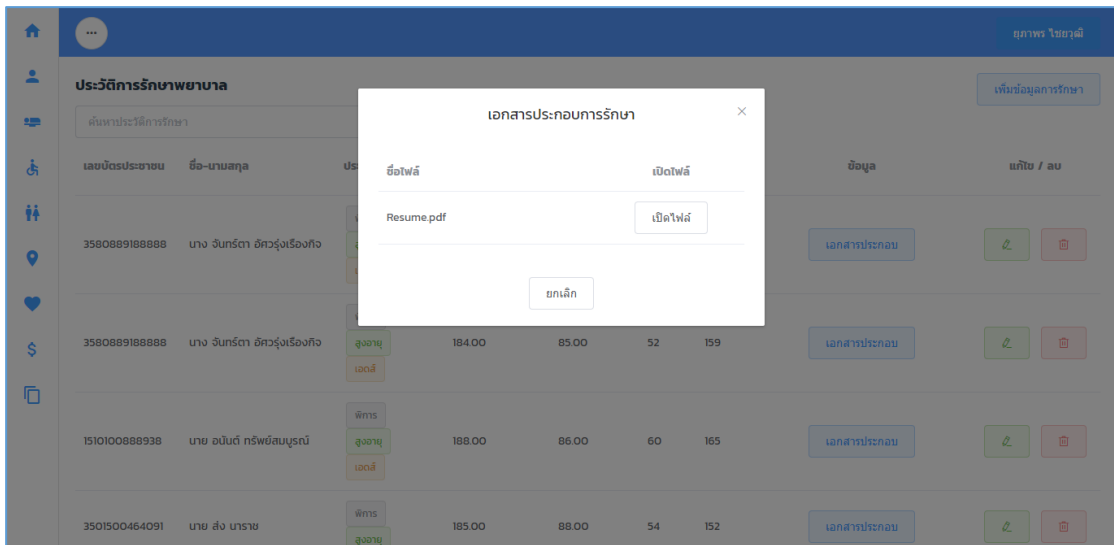 ...
ยุภาพร ไชยวุฒิ
ประวัติการรักษาพยาบาล
เพิ่มข้อมูลการรักษา
ค้นหาประวัติการรักษา
เอกสารประกอบการรักษา
ชื่อไฟล์ เปิดไฟล์
Resume.pdf เปิดไฟล์
ยกเลิก
เลขบัตรประชาชน ชื่อ-นามสกุล ข้อมูล แก้ไข / ลบ
3580889188888 นาง จันทร์ตา อัศวรุ่งเรืองกิจ เอกสารประกอบ
3580889188888 นาง จันทร์ตา อัศวรุ่งเรืองกิจ สูงอายุ 184.00 85.00 52 159 เอกสารประกอบ
เอดส์
พิการ
1510100888938 นาย อนันต์ ทรัพย์สมบูรณ์ สูงอายุ 188.00 86.00 60 165 เอกสารประกอบ
เอดส์
พิการ
3501500464091 นาย ส่ง นาราช 185.00 88.00 54 152 เอกสารประกอบ
สูงอายุ